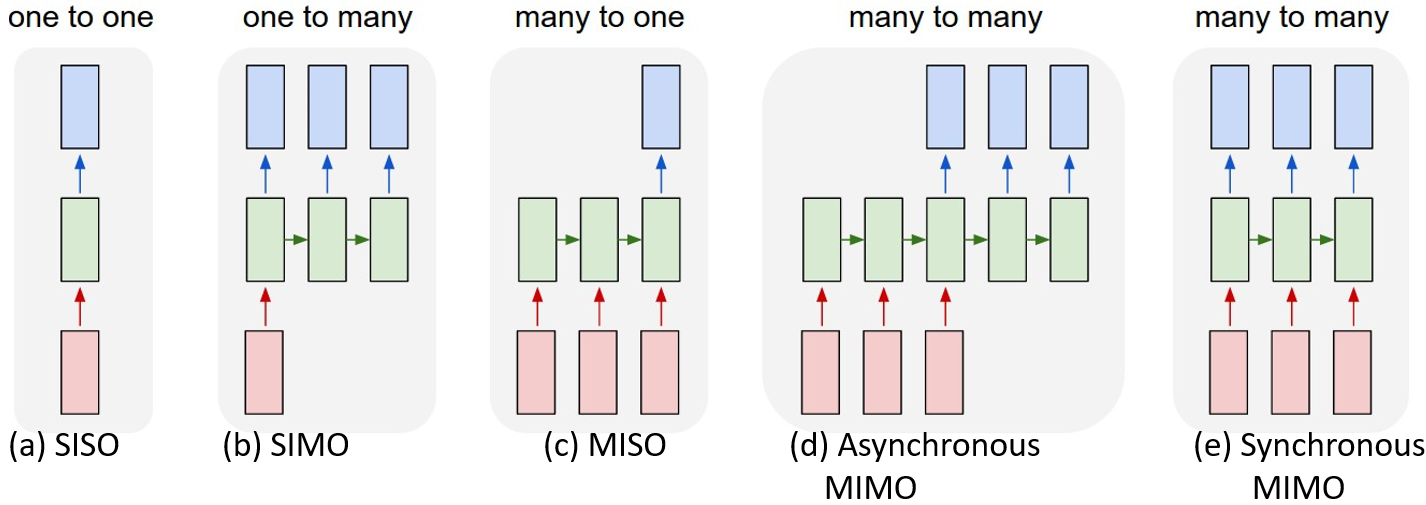 one to one
one to many
many to one
many to many
many to many
(a) SISO
(b) SIMO
(c) MISO
(d) Asynchronous
MIMO
(e) Synchronous
MIMO